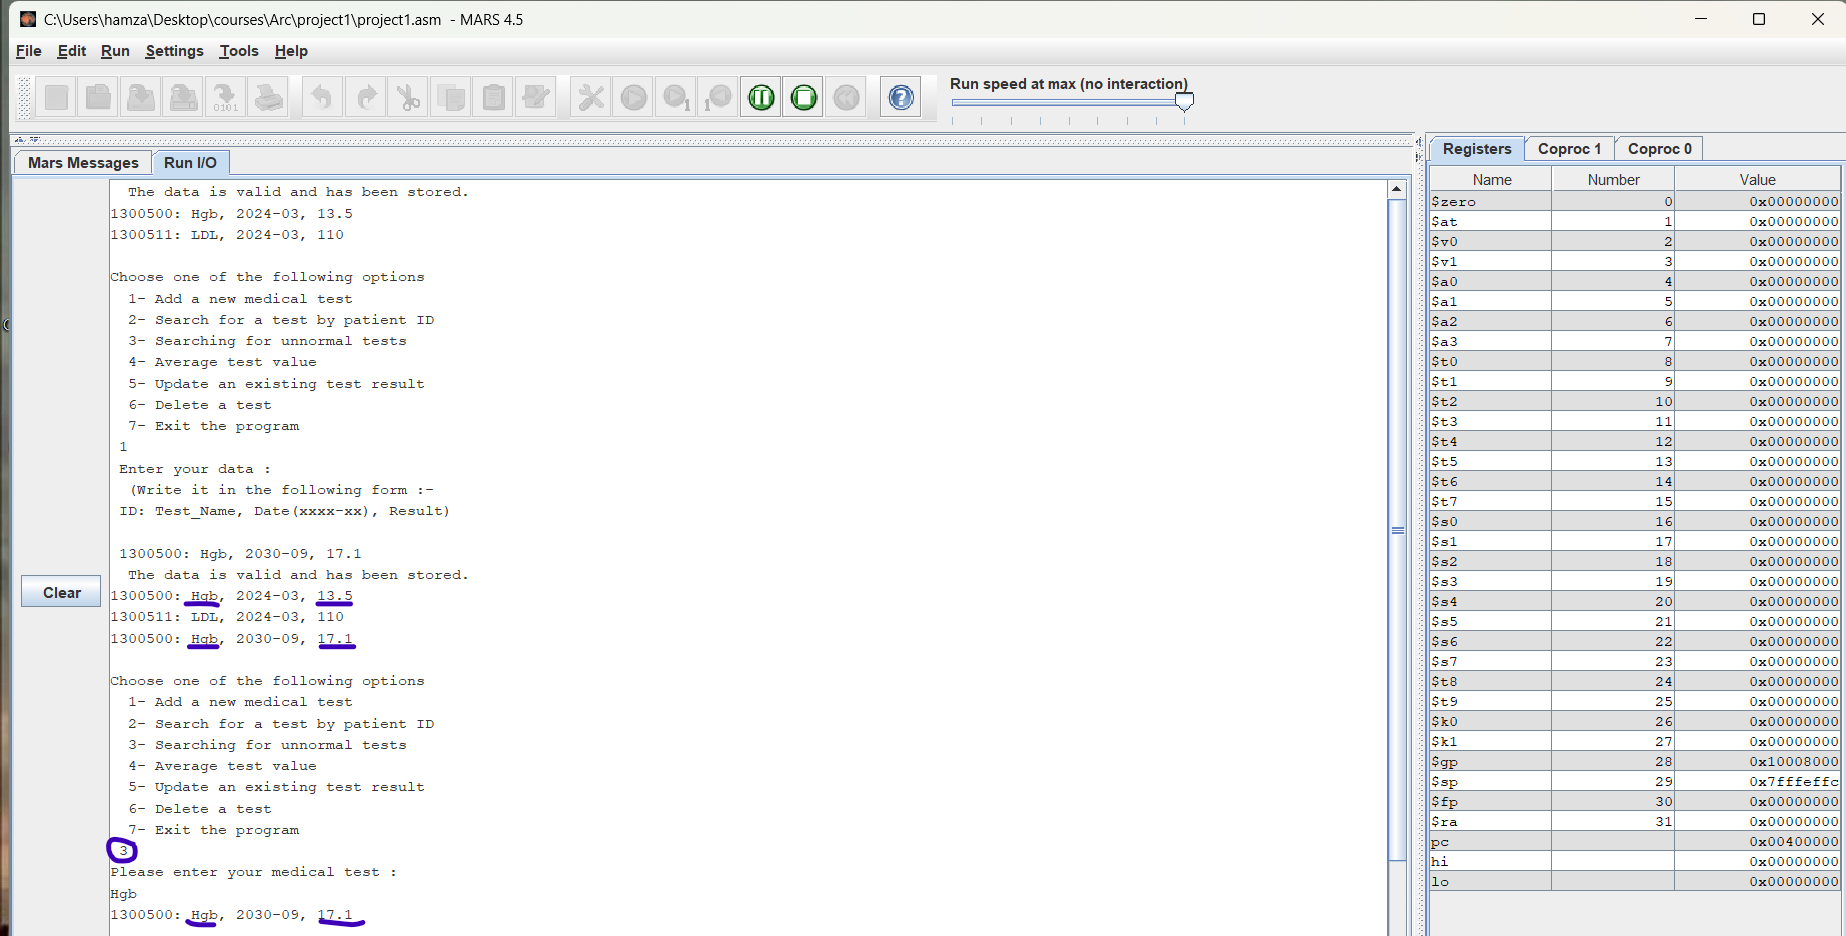 C:\Users\hamza\Desktop\courses\Arc\project1\project1.asm - MARS 4.5
File Edit Run Settings Tools Help
Run speed at max (no interaction)
Mars Messages
Run I/O
The data is valid and has been stored.
1300500: Hgb, 2024-03, 13.5
1300511: LDL, 2024-03, 110
Choose one of the following options
1- Add a new medical test
2- Search for a test by patient ID
3- Searching for unnormal tests
4- Average test value
5- Update an existing test result
6- Delete a test
7- Exit the program
1
Enter your data :
(Write it in the following form :-
ID: Test_Name, Date(xxxx-xx), Result)
1300500: Hgb, 2030-09, 17.1
The data is valid and has been stored.
1300500: Hgb, 2024-03, 13.5
1300511: LDL, 2024-03, 110
1300500: Hgb, 2030-09, 17.1
Choose one of the following options
1- Add a new medical test
2- Search for a test by patient ID
3- Searching for unnormal tests
4- Average test value
5- Update an existing test result
6- Delete a test
7- Exit the program
3
Please enter your medical test :
Hgb
1300500: Hgb, 2030-09, 17.1
Clear
Registers Coproc 1 Coproc 0
Name Number Value
$zero 0 0x00000000
$at 1 0x00000000
$v0 2 0x00000000
$v1 3 0x00000000
$a0 4 0x00000000
$a1 5 0x00000000
$a2 6 0x00000000
$a3 7 0x00000000
$t0 8 0x00000000
$t1 9 0x00000000
$t2 10 0x00000000
$t3 11 0x00000000
$t4 12 0x00000000
$t5 13 0x00000000
$t6 14 0x00000000
$t7 15 0x00000000
$s0 16 0x00000000
$s1 17 0x00000000
$s2 18 0x00000000
$s3 19 0x00000000
$s4 20 0x00000000
$s5 21 0x00000000
$s6 22 0x00000000
$s7 23 0x00000000
$t8 24 0x00000000
$t9 25 0x00000000
$k0 26 0x00000000
$k1 27 0x00000000
$gp 28 0x10008000
$sp 29 0x7fffeffc
$fp 30 0x00000000
$ra 31 0x00000000
pc 0x00400000
hi 0x00000000
lo 0x00000000